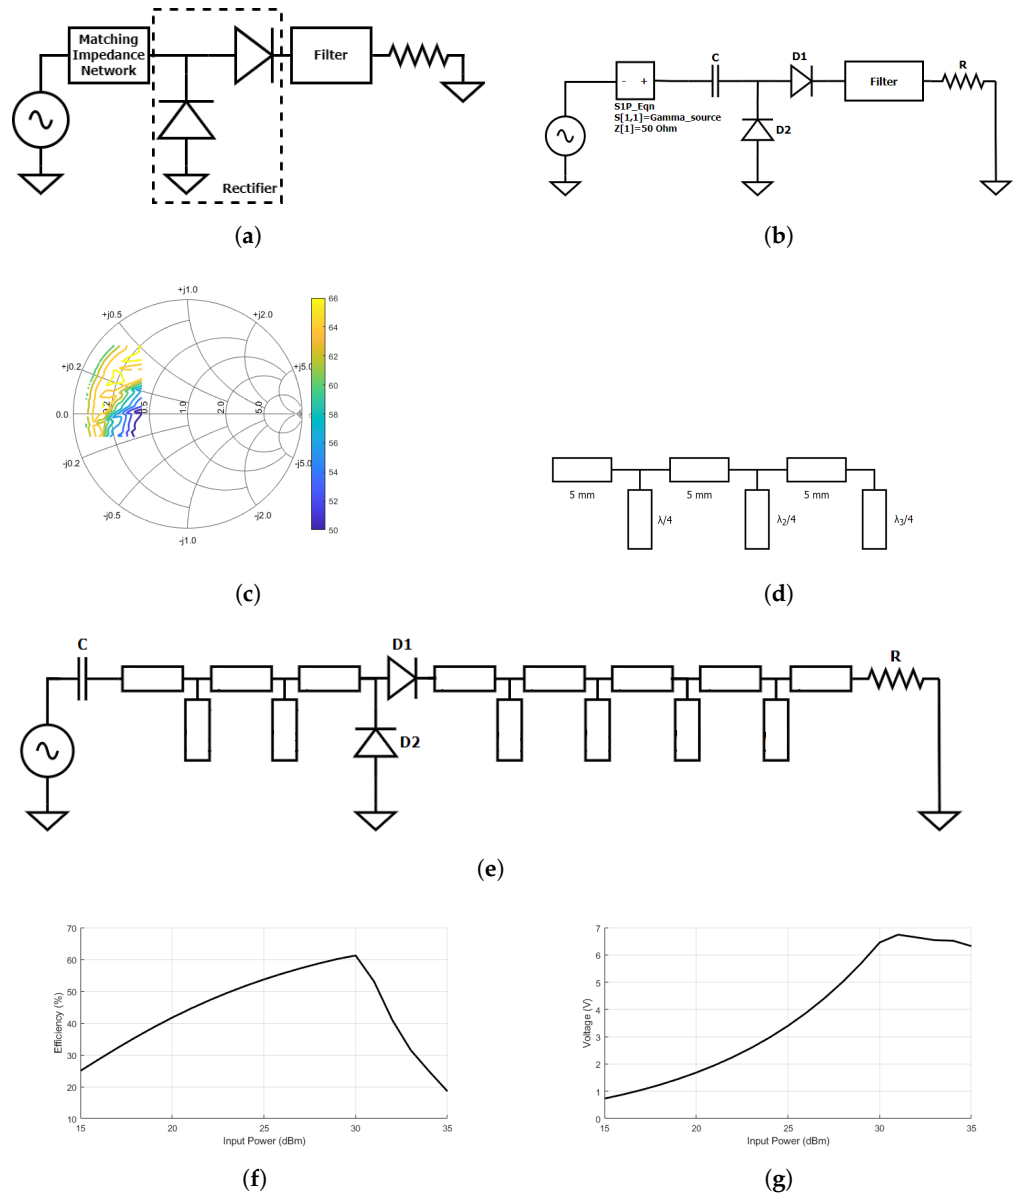 Matching
Impedance
Network
Filter
Rectifier
(a)
C
D1
Filter
R
- +
S1P_Eqn
S[1,1]=Gamma_source
Z[1]=50 Ohm
D2
(b)
+j1.0
+j0.5
+j2.0
+j0.2
+j5.0
0.0
0.2
0.5
1.0
2.0
5.0
-j0.2
-j5.0
-j0.5
-j2.0
-j1.0
66
64
62
60
58
56
54
52
50
(c)
5 mm
5 mm
5 mm
λ/4
λ2/4
λ3/4
(d)
C
D1
R
D2
(e)
70
60
50
40
30
20
10
Efficiency (%)
15
20
25
30
35
Input Power (dBm)
(f)
7
6
5
4
3
2
1
0
Voltage (V)
15
20
25
30
35
Input Power (dBm)
(g)